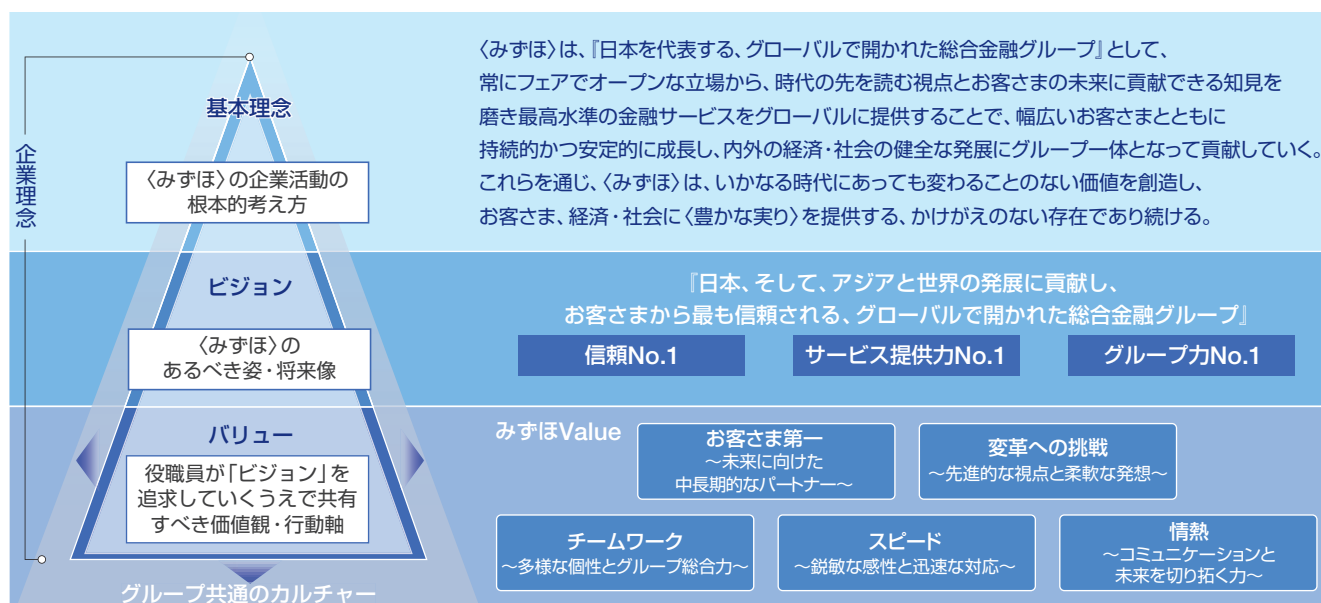 企業理念
基本理念
〈みずほ〉の企業活動の
根本的考え方
〈みずほ〉は、『日本を代表する、グローバルで開かれた総合金融グループ』として、
常にフェアでオープンな立場から、時代の先を読む視点とお客さまの未来に貢献できる知見を
磨き最高水準の金融サービスをグローバルに提供することで、幅広いお客さまとともに
持続的かつ安定的に成長し、内外の経済・社会の健全な発展にグループ一体となって貢献していく。
これらを通じ、〈みずほ〉は、いかなる時代にあっても変わることのない価値を創造し、
お客さま、経済・社会に〈豊かな実り〉を提供する、かけがえのない存在であり続ける。
ビジョン
〈みずほ〉の
あるべき姿・将来像
『日本、そして、アジアと世界の発展に貢献し、
お客さまから最も信頼される、グローバルで開かれた総合金融グループ』
信頼No.1
サービス提供力No.1
グループ力No.1
バリュー
役職員が「ビジョン」を
追求していくうえで共有
すべき価値観・行動軸
グループ共通のカルチャー
みずほValue
お客さま第一
～未来に向けた
中長期的なパートナー～
変革への挑戦
～先進的な視点と柔軟な発想～
チームワーク
～多様な個性とグループ総合力～
スピード
～鋭敏な感性と迅速な対応～
情熱
～コミュニケーションと
未来を切り拓く力～